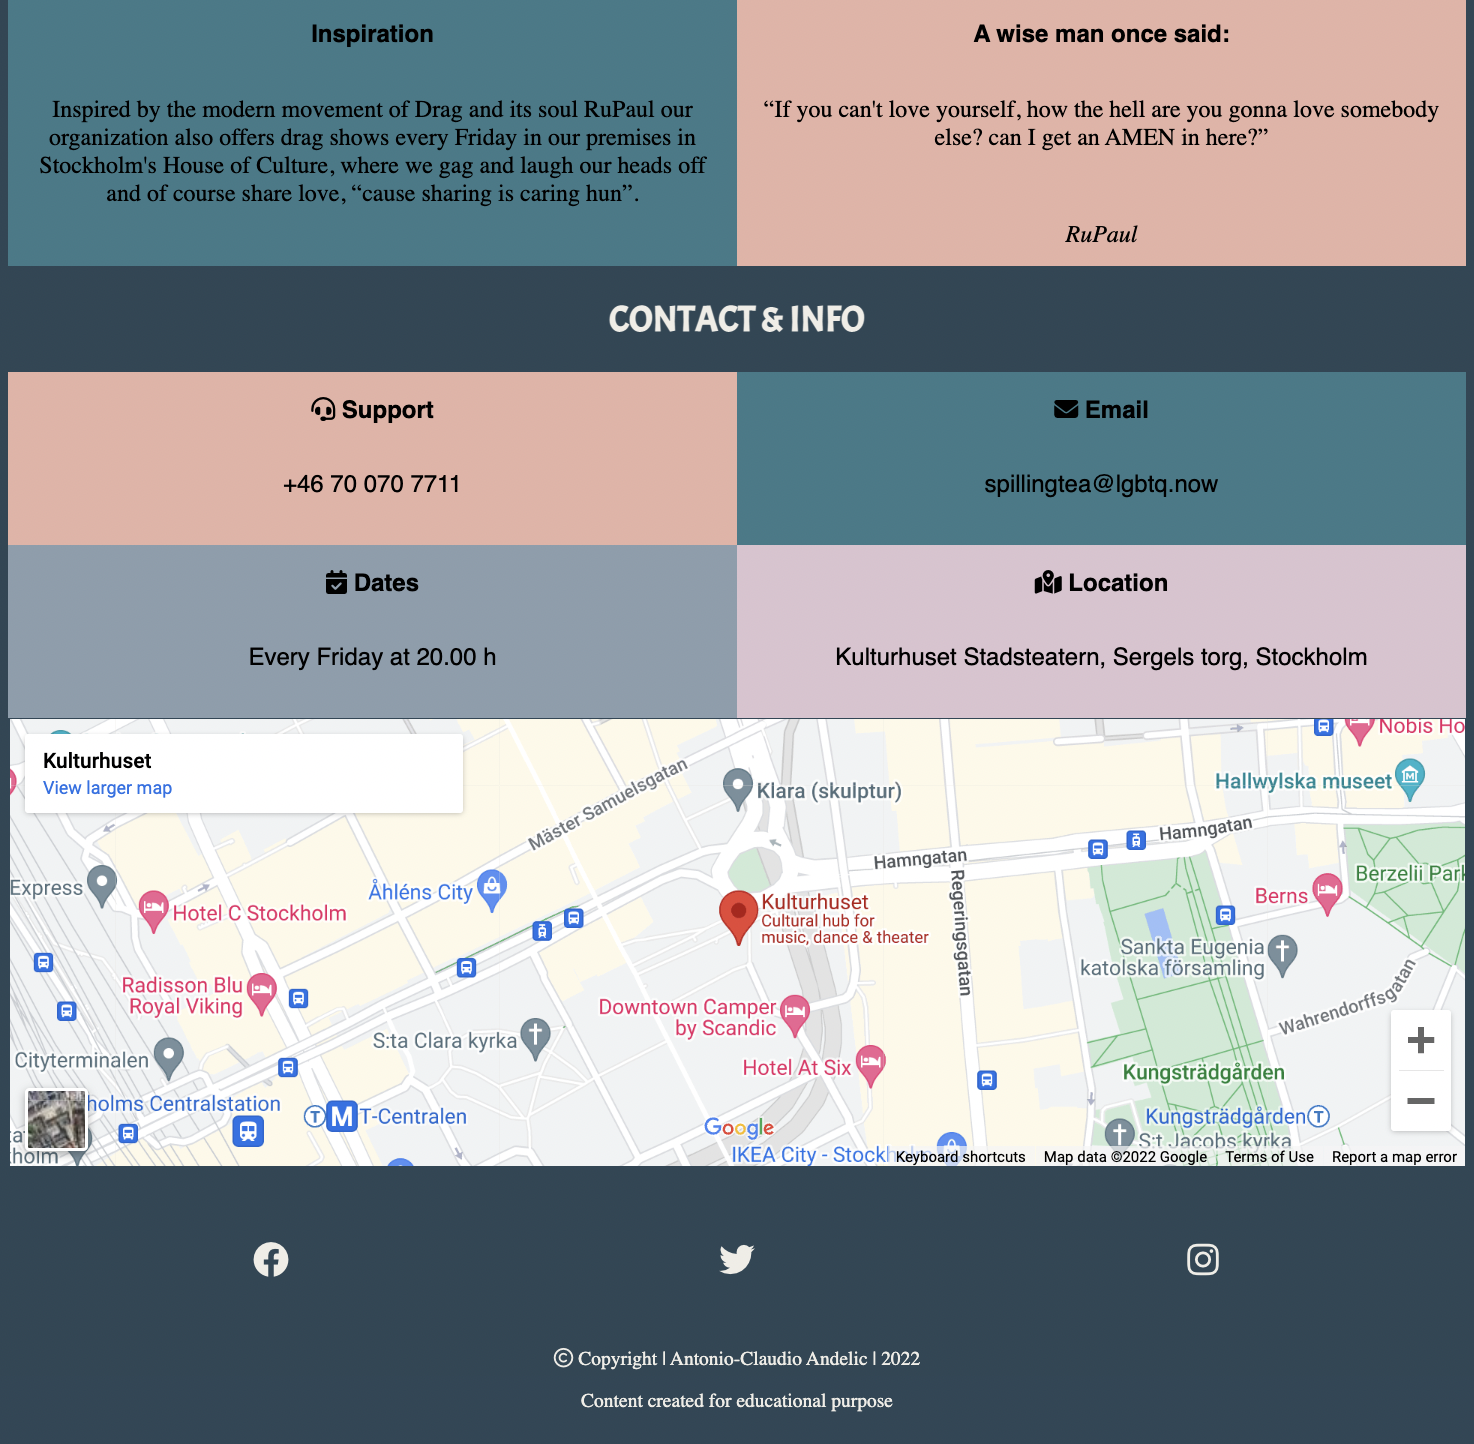 Inspiration
Inspired by the modern movement of Drag and its soul RuPaul our
organization also offers drag shows every Friday in our premises in
Stockholm's House of Culture, where we gag and laugh our heads off
and of course share love, “cause sharing is caring hun”.
A wise man once said:
“If you can't love yourself, how the hell are you gonna love somebody
else? can I get an AMEN in here?”
RuPaul
CONTACT & INFO
Support
+46 70 070 7711
Email
spillingtea@lgbtq.now
Dates
Every Friday at 20.00 h
Location
Kulturhuset Stadsteatern, Sergels torg, Stockholm
Kulturhuset
View larger map
Nobis Ho
Mäster Samuelsgatan
Klara (skulptur)
Hallwylska museet
Hamngatan
Hamngatan
Express
Åhléns City
Hotel C Stockholm
Kulturhuset
Cultural hub for
music, dance & theater
Regeringsgatan
Berzelii Park
Berns
Sankta Eugenia
katolska församling
Radisson Blu
Royal Viking
Downtown Camper
by Scandic
Wahrendorffsgatan
S:ta Clara kyrka
Cityterminalen
Hotel At Six
Kungsträdgården
holms Centralstation
T
M
T-Centralen
Kungsträdgården
T
Google
S:t Jacobs kyrka
IKEA City - Stockh
holm
Keyboard shortcuts
Map data ©2022 Google
Terms of Use
Report a map error
© Copyright | Antonio-Claudio Andelic | 2022
Content created for educational purpose